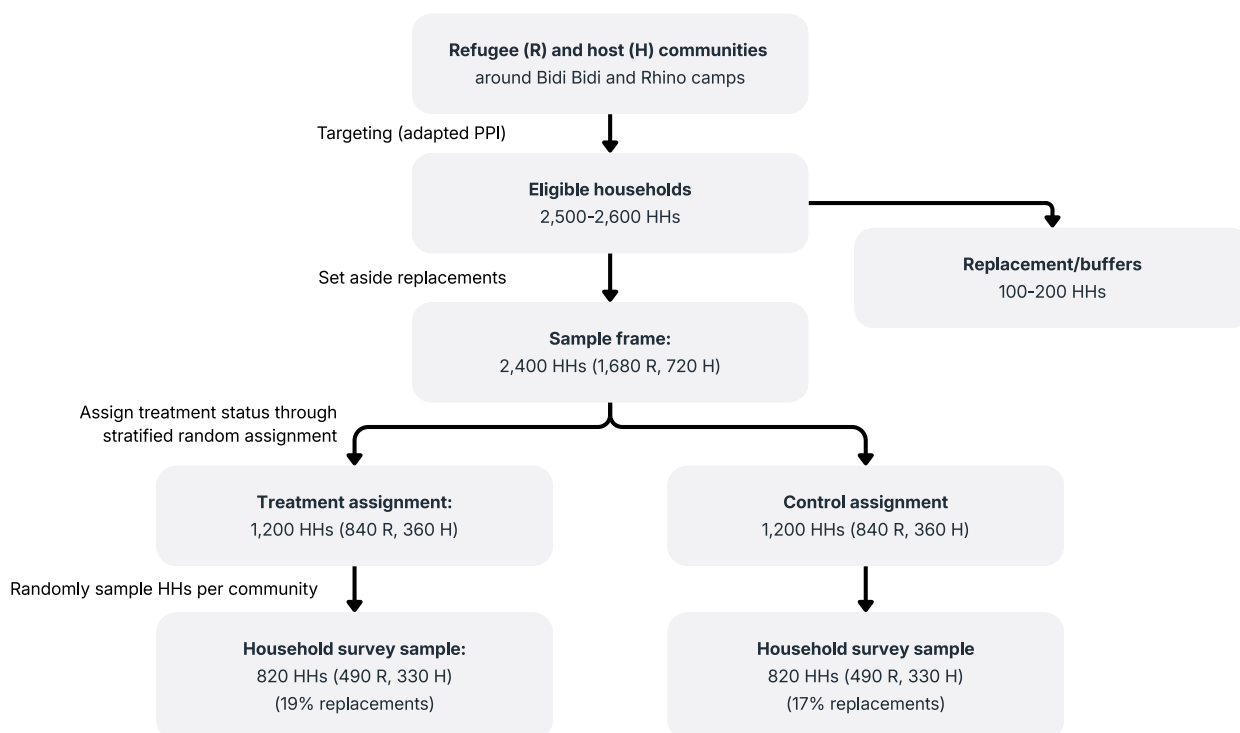 Refugee (R) and host (H) communities
around Bidi Bidi and Rhino camps
Targeting (adapted PPI)
Eligible households
2,500-2,600 HHs
Replacement/buffers
100-200 HHs
Set aside replacements
Sample frame:
2,400 HHs (1,680 R, 720 H)
Assign treatment status through
stratified random assignment
Treatment assignment:
1,200 HHs (840 R, 360 H)
Control assignment
1,200 HHs (840 R, 360 H)
Randomly sample HHs per community
Household survey sample:
820 HHs (490 R, 330 H)
(19% replacements)
Household survey sample
820 HHs (490 R, 330 H)
(17% replacements)